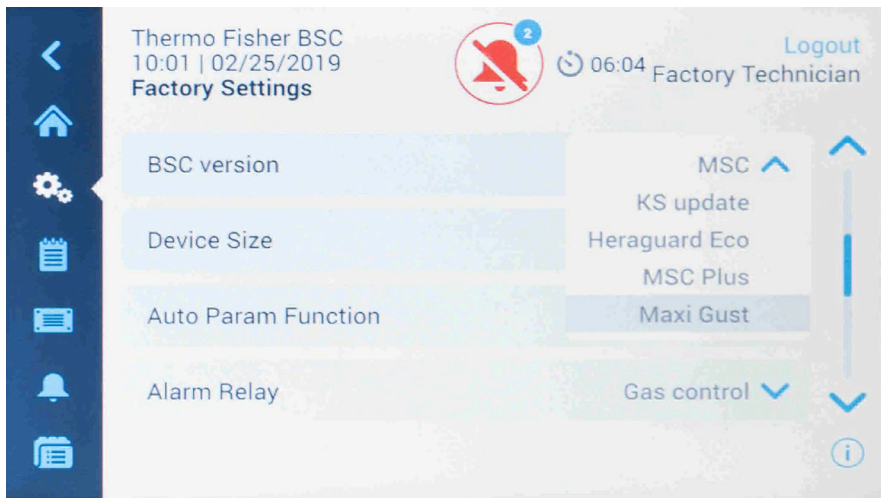 Thermo Fisher BSC
10:01 | 02/25/2019
Factory Settings
2
06:04
Logout
Factory Technician
BSC version
MSC
KS update
Device Size
Heraguard Eco
MSC Plus
Auto Param Function
Maxi Gust
Alarm Relay
Gas control
i